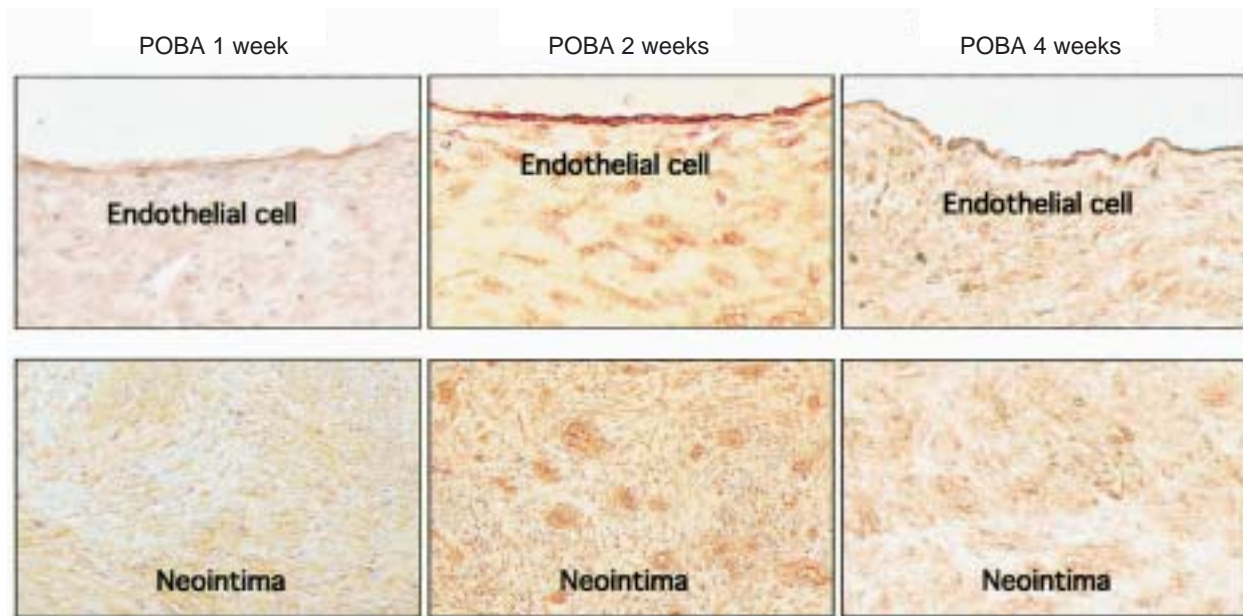 POBA 1 week
POBA 2 weeks
POBA 4 weeks
Endothelial cell
Endothelial cell
Endothelial cell
Neointima
Neointima
Neointima